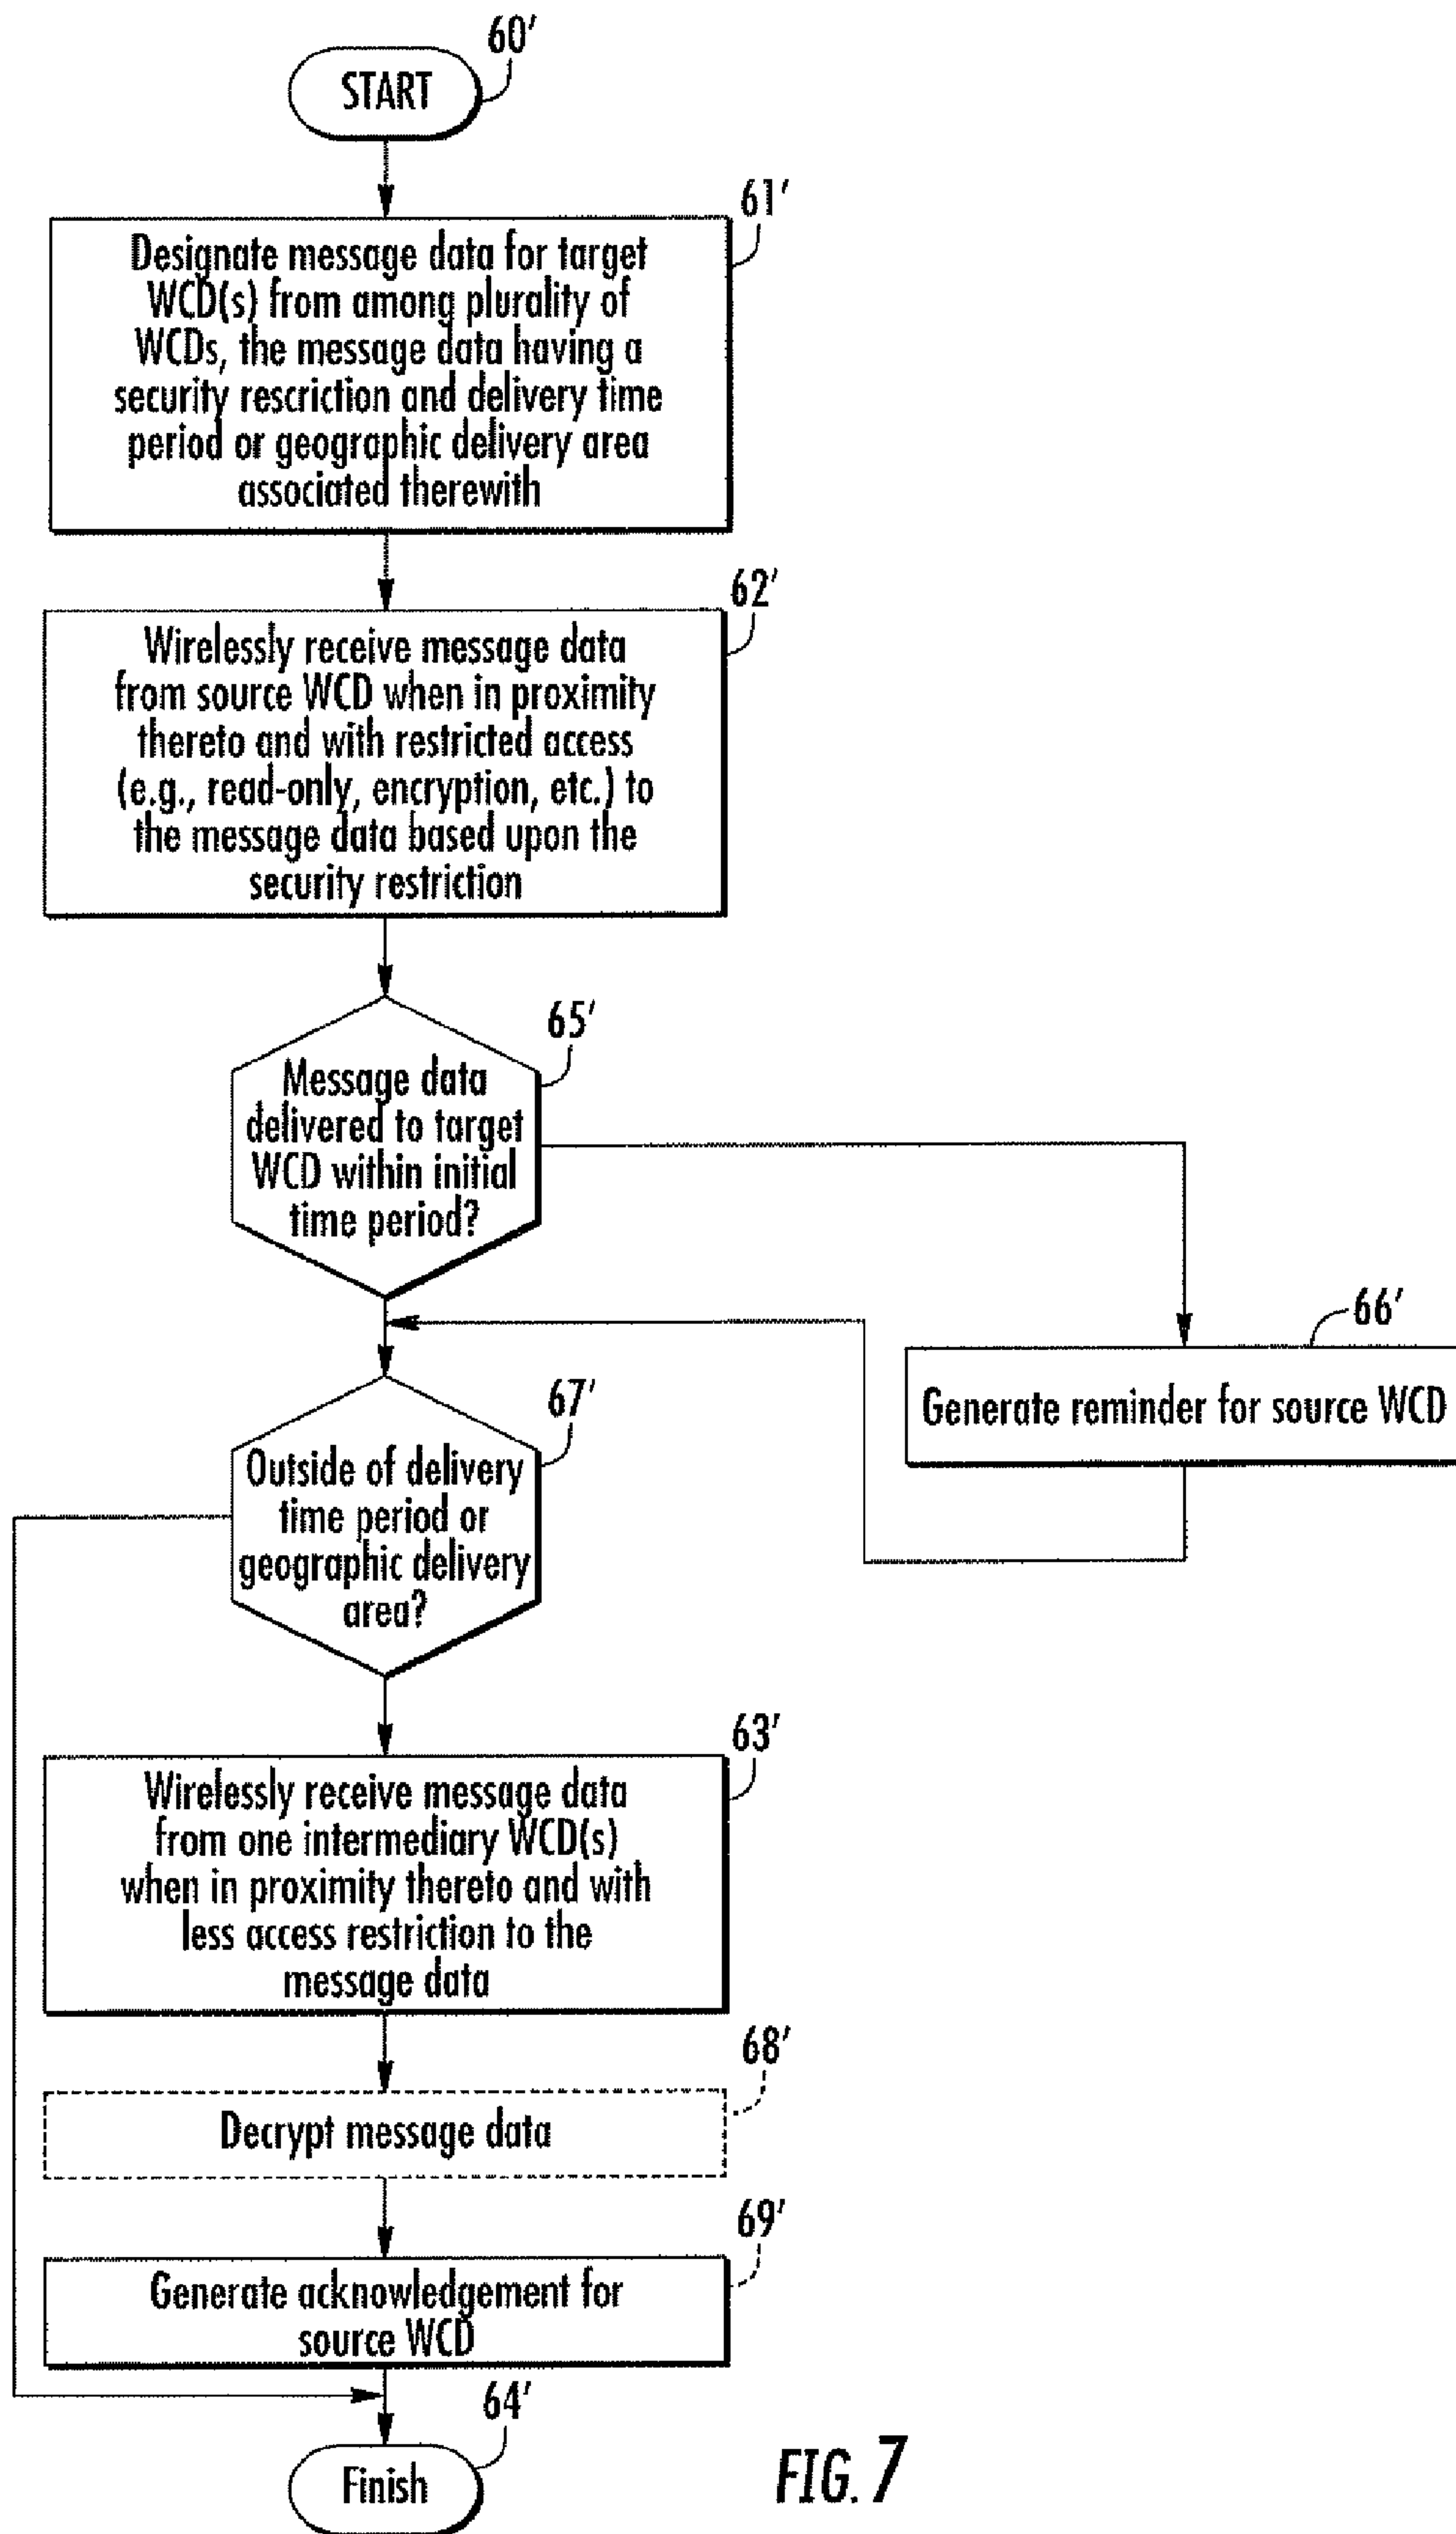 60'
START
61'
Designate message data for target
WCD(s) from among plurality of
WCDs, the message data having a
security rescriction and delivery time
period or geographic delivery area
associated therewith
62'
Wirelessly receive message data
from source WCD when in proximity
thereto and with restricted access
(e.g., read-only, encryption, etc.) to
the message data based upon the
security restriction
65'
Message data
delivered to target
WCD within initial
time period?
66'
Generate reminder for source WCD
67'
Outside of delivery
time period or
geographic delivery
area?
63'
Wirelessly receive message data
from one intermediary WCD(s)
when in proximity thereto and with
less access restriction to the
message data
68'
Decrypt message data
69'
Generate acknowledgement for
source WCD
64'
Finish
FIG. 7